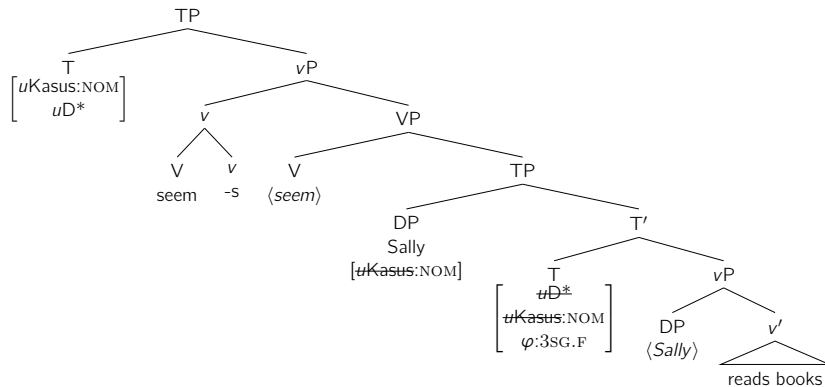 TP
T vP
[uKasus:NOM
uD*]
v VP
V v V TP
seem -s ⟨seem⟩
DP T′
Sally
[uKasus:NOM] T vP
[uD*
uKasus:NOM DP v′
φ:3SG.F] ⟨Sally⟩
reads books